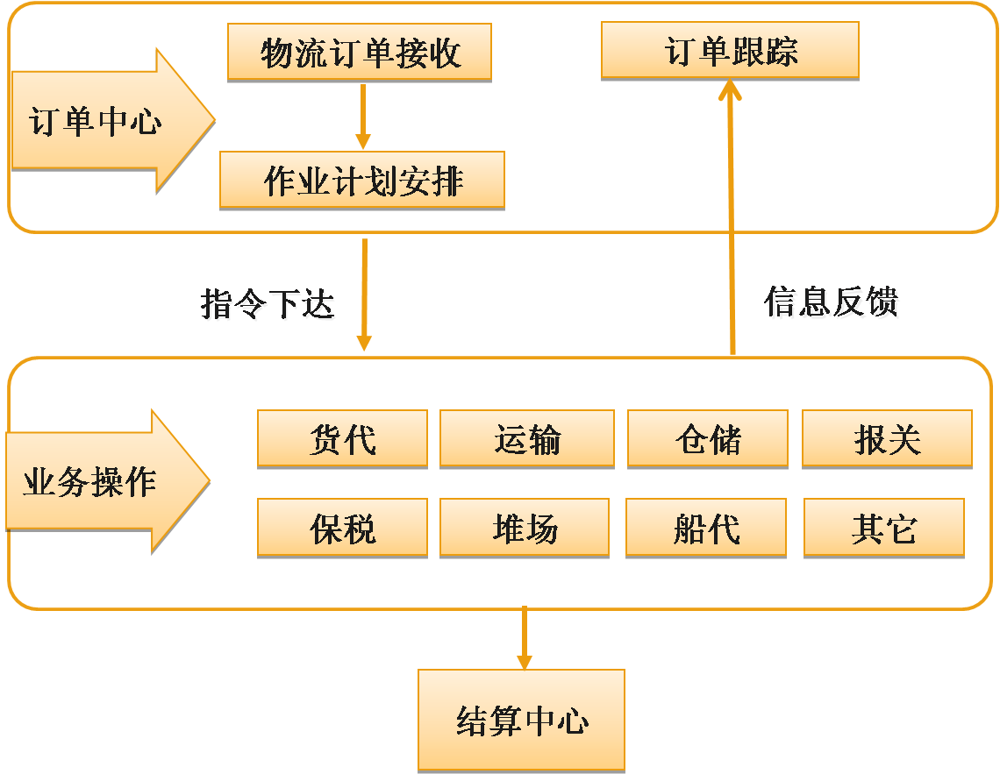 物流订单接收
订单跟踪
订单中心
作业计划安排
指令下达
信息反馈
货代
运输
仓储
报关
业务操作
保税
堆场
船代
其它
结算中心